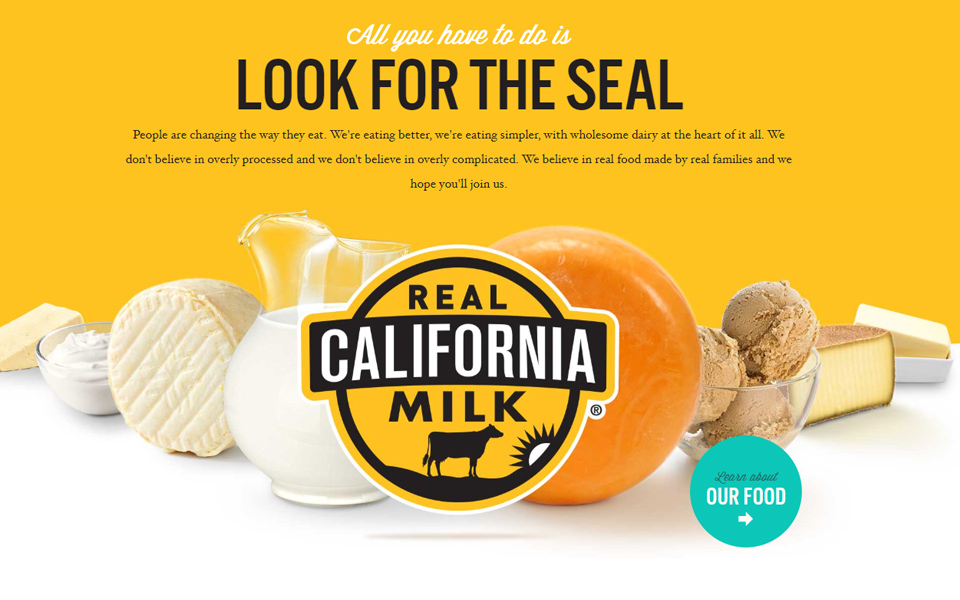 All you have to do is
LOOK FOR THE SEAL
People are changing the way they eat. We're eating better, we're eating simpler, with wholesome dairy at the heart of it all. We
don't believe in overly processed and we don't believe in overly complicated. We believe in real food made by real families and we
hope you'll join us.
REAL
CALIFORNIA
MILK
®
Learn about
OUR FOOD